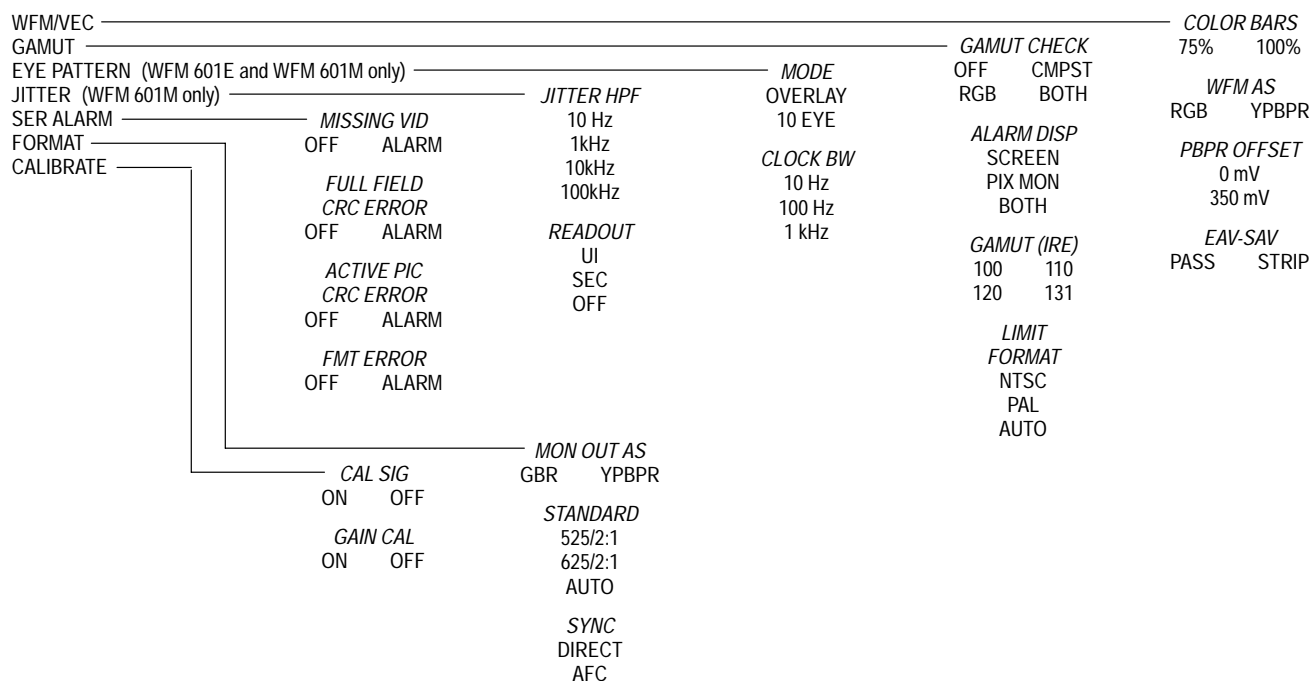 WFM/VEC
GAMUT
EYE PATTERN (WFM 601E and WFM 601M only)
JITTER (WFM 601M only)
SER ALARM
FORMAT
CALIBRATE
MISSING VID
OFF ALARM
FULL FIELD
CRC ERROR
OFF ALARM
ACTIVE PIC
CRC ERROR
OFF ALARM
FMT ERROR
OFF ALARM
CAL SIG
ON OFF
GAIN CAL
ON OFF
JITTER HPF
10 Hz
1kHz
10kHz
100kHz
READOUT
UI
SEC
OFF
MON OUT AS
GBR YPBPR
STANDARD
525/2:1
625/2:1
AUTO
SYNC
DIRECT
AFC
MODE
OVERLAY
10 EYE
CLOCK BW
10 Hz
100 Hz
1 kHz
GAMUT CHECK
OFF CMPST
RGB BOTH
ALARM DISP
SCREEN
PIX MON
BOTH
GAMUT (IRE)
100 110
120 131
LIMIT
FORMAT
NTSC
PAL
AUTO
COLOR BARS
75% 100%
WFM AS
RGB YPBPR
PBPR OFFSET
0 mV
350 mV
EAV-SAV
PASS STRIP